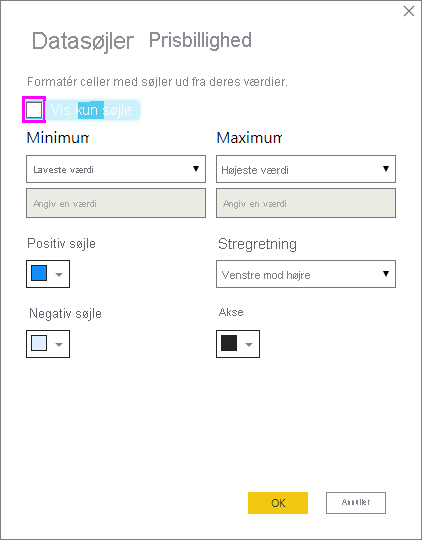 Datasøjler Prisbillighed
Formatér celler med søjler ud fra deres værdier.
Vis kun søjle
Minimum Maximum
Laveste værdi Højeste værdi
Angiv en værdi Angiv en værdi
Positiv søjle Stregretning
Venstre mod højre
Negativ søjle Akse
OK Annuller